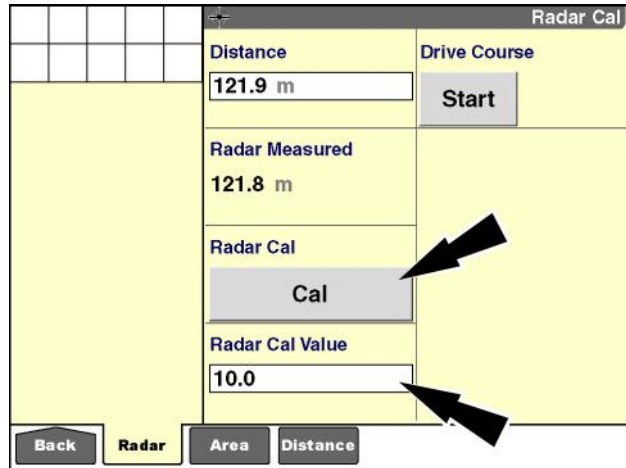 Radar Cal
Distance
121.9 m
Drive Course
Start
Radar Measured
121.8 m
Radar Cal
Cal
Radar Cal Value
10.0
Back
Radar
Area
Distance